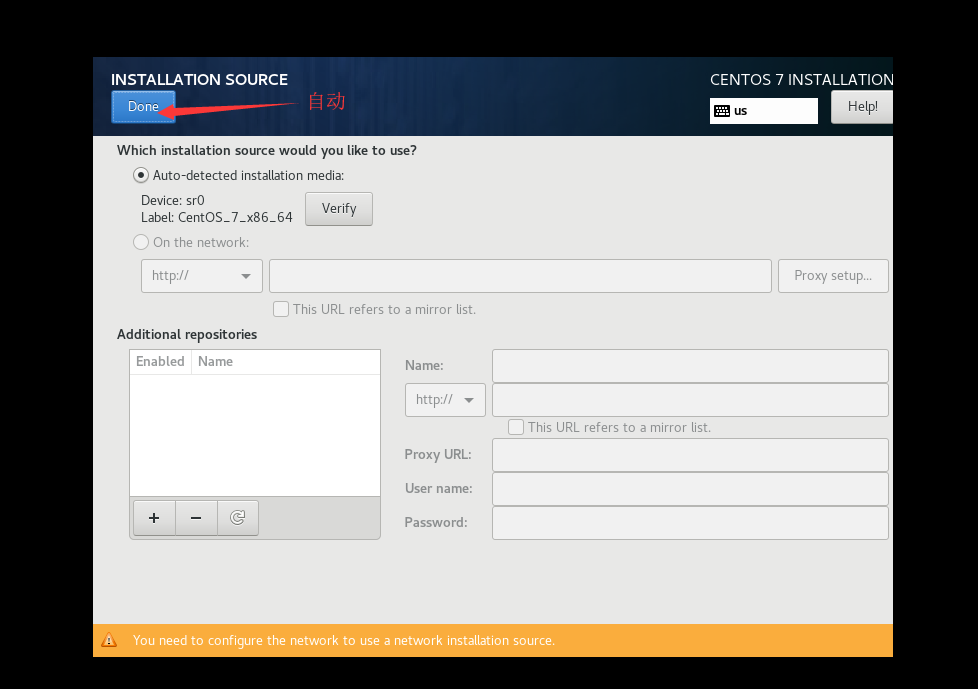 INSTALLATION SOURCE
CENTOS 7 INSTALLATION
Done
自动
us
Help!
Which installation source would you like to use?
Auto-detected installation media:
Device: sr0
Label: CentOS_7_x86_64
Verify
On the network:
http://
Proxy setup...
This URL refers to a mirror list.
Additional repositories
Enabled
Name
Name:
http://
This URL refers to a mirror list.
Proxy URL:
User name:
Password:
You need to configure the network to use a network installation source.